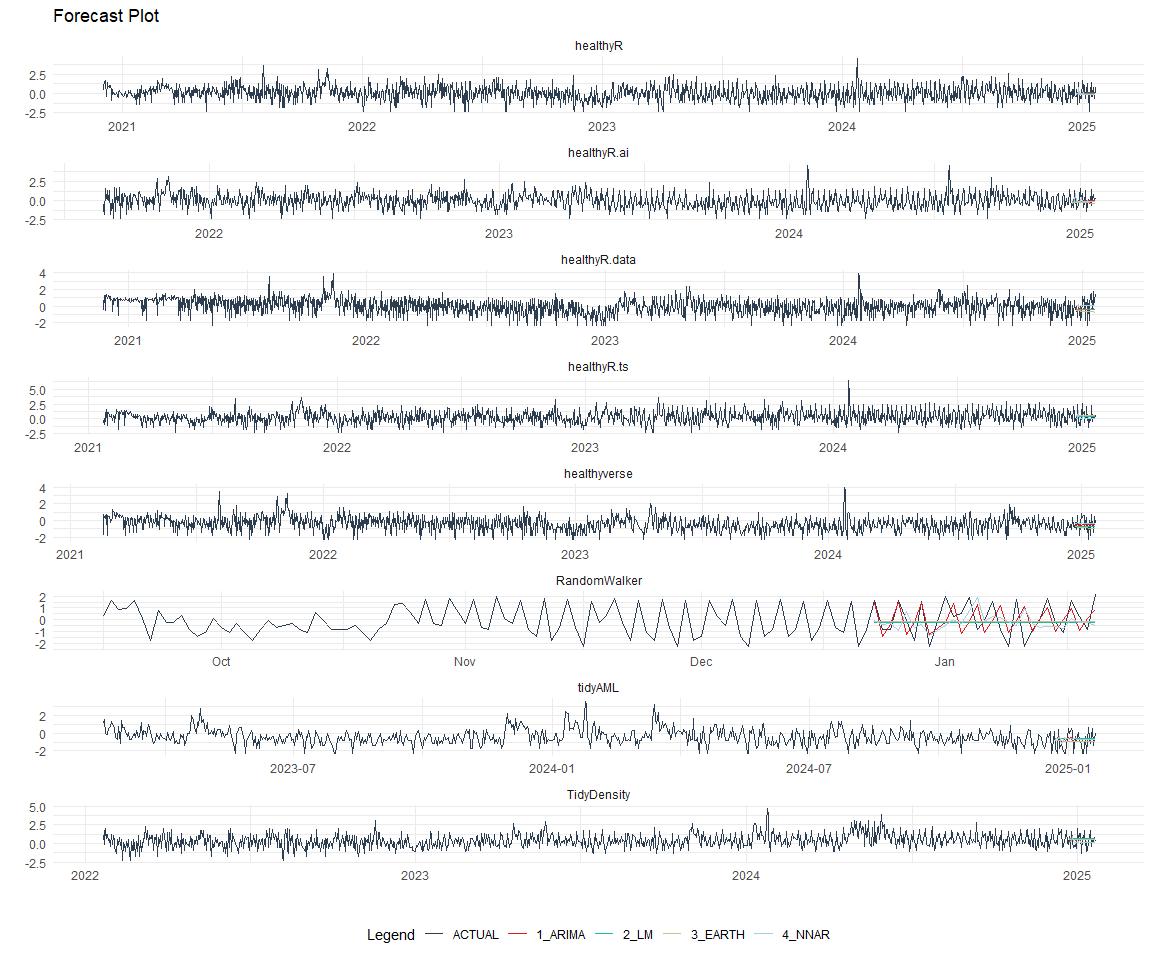 Forecast Plot
healthyR
2.5
0.0
-2.5
2021 2022 2023 2024 2025
healthyR.ai
2.5
0.0
-2.5
2022 2023 2024 2025
healthyR.data
4
2
0
-2
2021 2022 2023 2024 2025
healthyR.ts
5.0
2.5
0.0
-2.5
2021 2022 2023 2024 2025
healthyverse
4
2
0
-2
2021 2022 2023 2024 2025
RandomWalker
2
1
0
-1
-2
Oct Nov Dec Jan
tidyAML
2
0
-2
2023-07 2024-01 2024-07 2025-01
TidyDensity
5.0
2.5
0.0
-2.5
2022 2023 2024 2025
Legend ACTUAL 1_ARIMA 2_LM 3_EARTH 4_NNAR